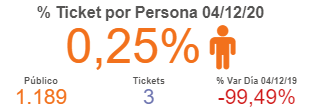 % Ticket por Persona 04/12/20
0,25%
Público Tickets % Var Día 04/12/19
1.189 3 -99,49%